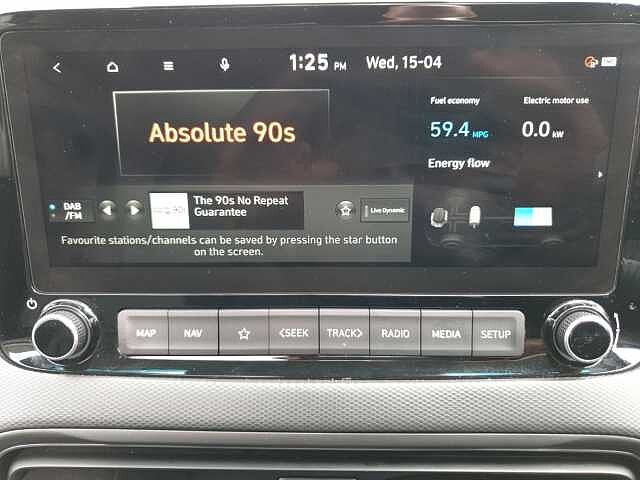 1:25 PM Wed, 15-04
Absolute 90s
Fuel economy
59.4 MPG
Electric motor use
0.0 kW
Energy flow
DAB
/FM
The 90s No Repeat
Guarantee
Live Dynamic
Favourite stations/channels can be saved by pressing the star button
on the screen.
MAP
NAV
<SEEK
TRACK>
RADIO
MEDIA
SETUP